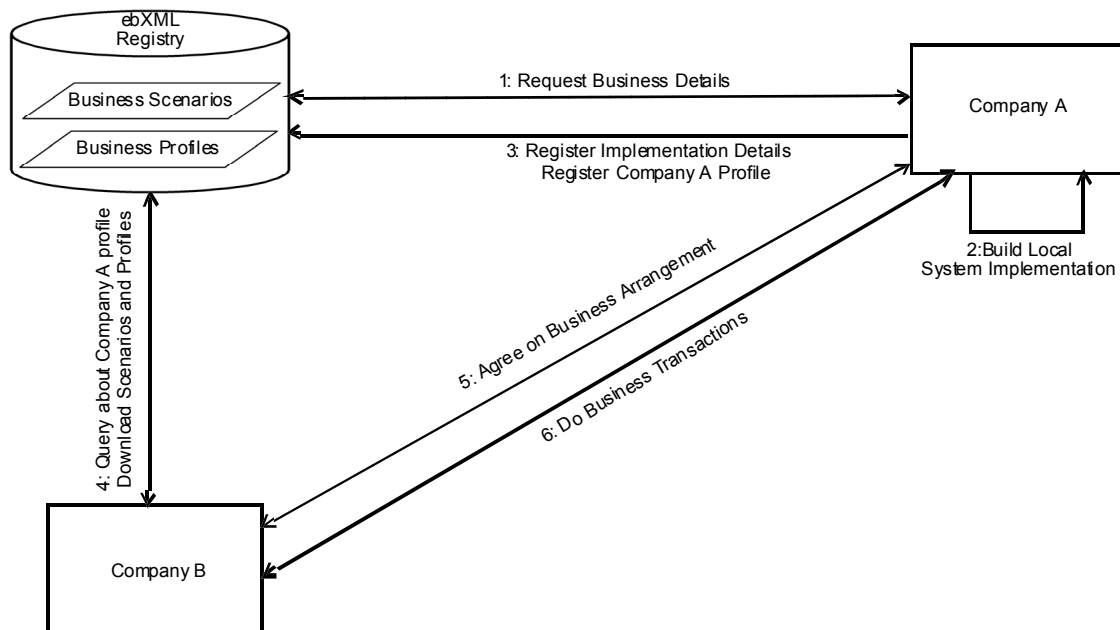 ebXML
Registry
Business Scenarios
Business Profiles
1: Request Business Details
Company A
3: Register Implementation Details
Register Company A Profile
2:Build Local
System Implementation
4: Query about Company A profile
Download Scenarios and Profiles
5: Agree on Business Arrangement
6: Do Business Transactions
Company B